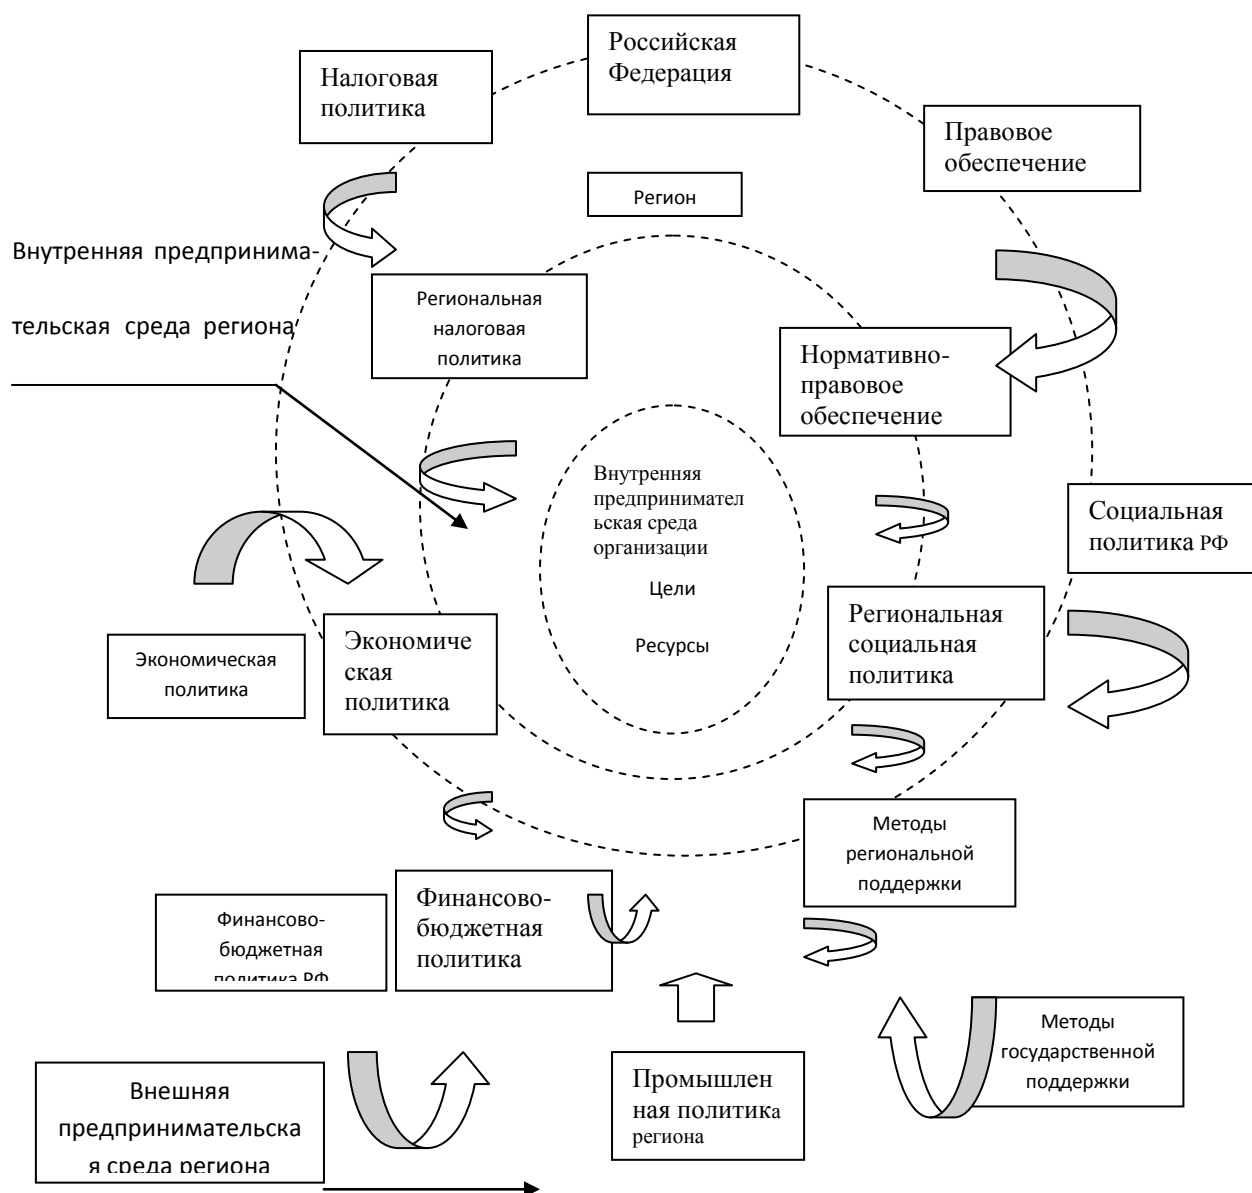 Российская
Федерация
Налоговая
политика
Правовое
обеспечение
Регион
Внутренняя предпринима-
тельская среда региона
Региональная
налоговая
политика
Нормативно-
правовое
обеспечение
Внутренняя
предпринимател
ьская среда
организации
Цели
Ресурсы
Социальная
политика РФ
Экономическая
политика
Экономиче
ская
политика
Региональная
социальная
политика
Методы
региональной
поддержки
Финансово-
бюджетная
политика РФ
Финансово-
бюджетная
политика
Методы
государственной
поддержки
Внешняя
предпринимательска
я среда региона
Промышлен
ная политика
региона